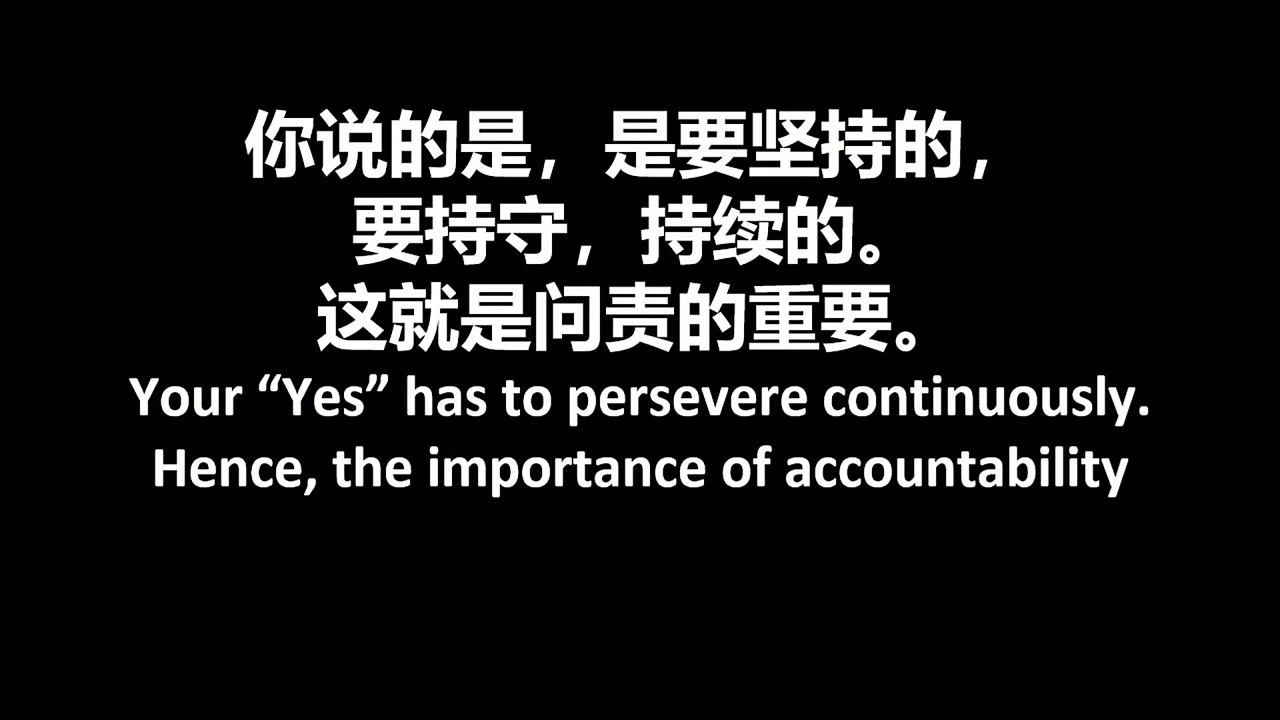 你说的是，是要坚持的，
要持守，持续的。
这就是问责的重要。
Your “Yes” has to persevere continuously.
Hence, the importance of accountability